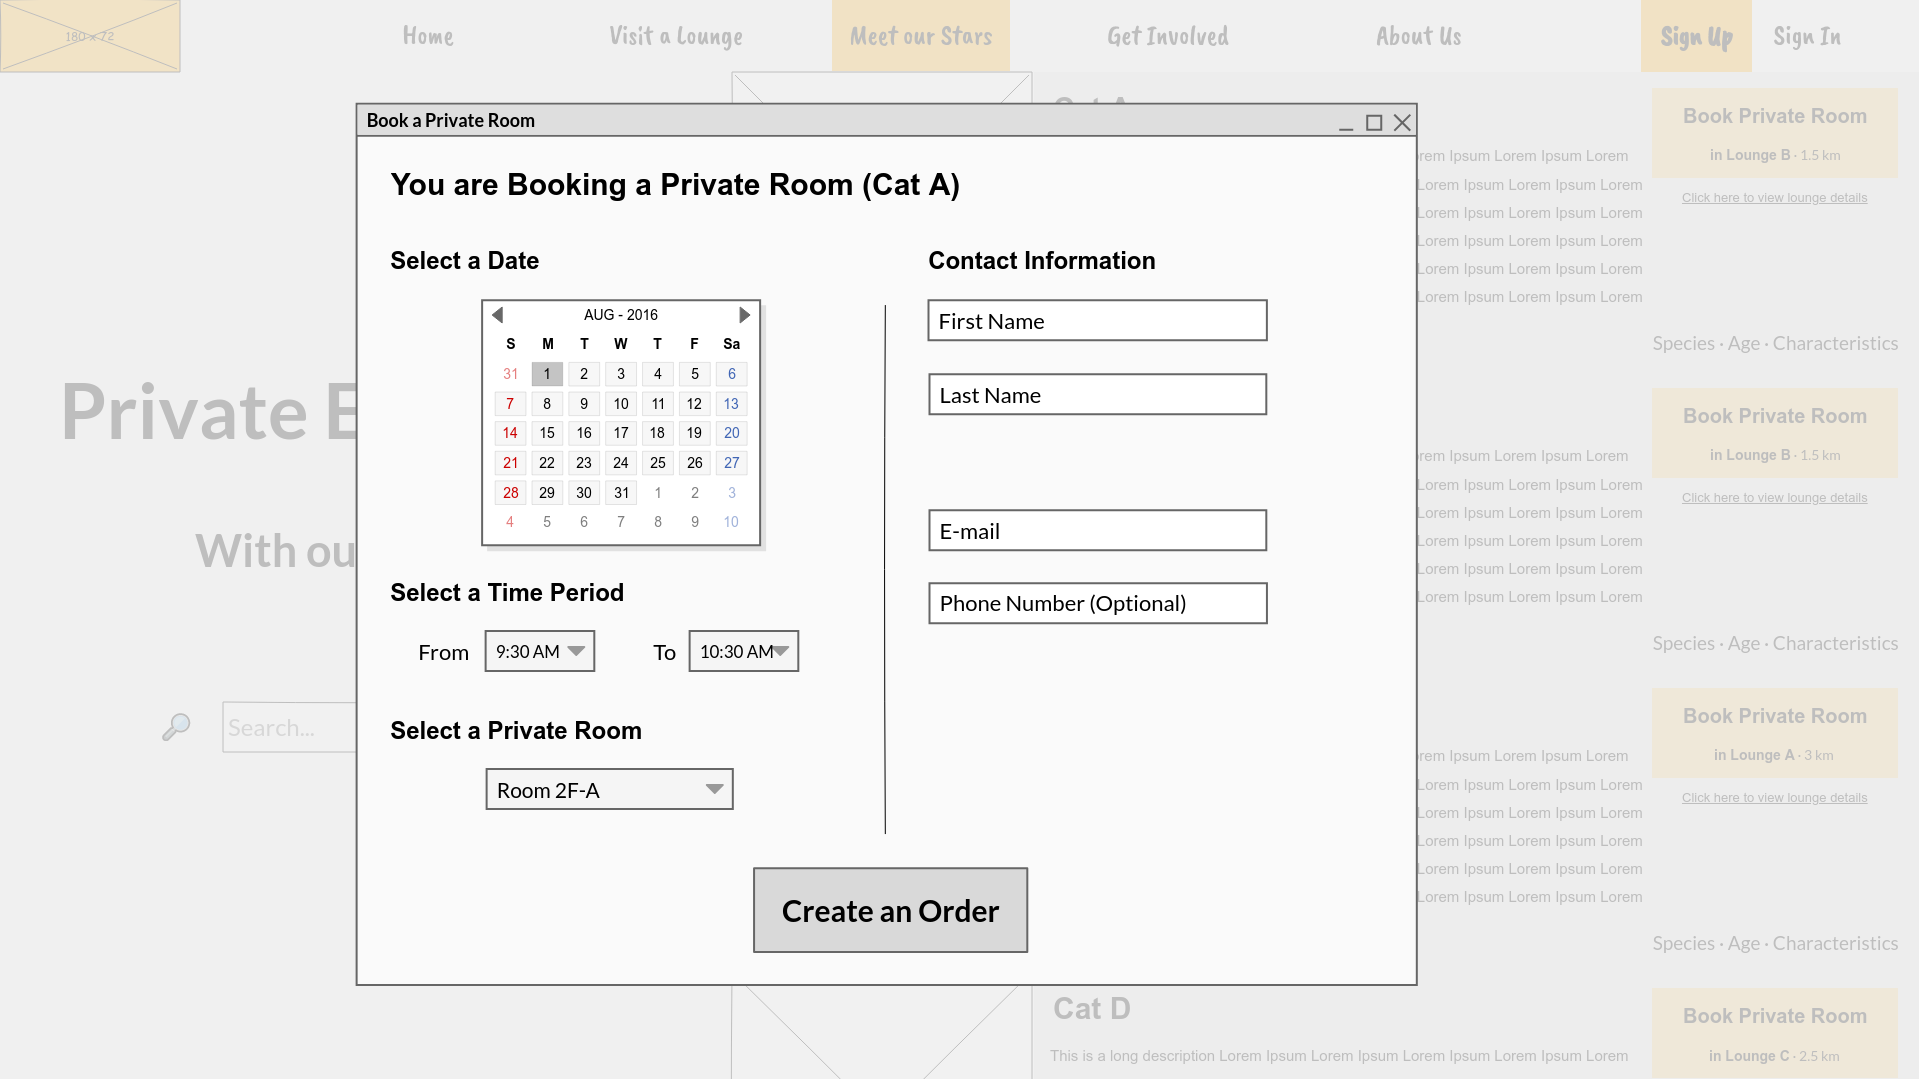 180 x 72
Home
Visit a Lounge
Meet our Stars
Get Involved
About Us
Sign Up
Sign In
Private
With ou
Search...
Book a Private Room
You are Booking a Private Room (Cat A)
Select a Date
AUG - 2016
S M T W T F Sa
31 1 2 3 4 5 6
7 8 9 10 11 12 13
14 15 16 17 18 19 20
21 22 23 24 25 26 27
28 29 30 31 1 2 3
4 5 6 7 8 9 10
Select a Time Period
From 9:30 AM To 10:30 AM
Select a Private Room
Room 2F-A
Contact Information
First Name
Last Name
E-mail
Phone Number (Optional)
Create an Order
rem Ipsum Lorem Ipsum Lorem
Lorem Ipsum Lorem Ipsum Lorem
Lorem Ipsum Lorem Ipsum Lorem
Lorem Ipsum Lorem Ipsum Lorem
Lorem Ipsum Lorem Ipsum Lorem
Lorem Ipsum Lorem Ipsum Lorem
Book Private Room
in Lounge B · 1.5 km
Click here to view lounge details
Species · Age · Characteristics
rem Ipsum Lorem Ipsum Lorem
Lorem Ipsum Lorem Ipsum Lorem
Lorem Ipsum Lorem Ipsum Lorem
Lorem Ipsum Lorem Ipsum Lorem
Lorem Ipsum Lorem Ipsum Lorem
Lorem Ipsum Lorem Ipsum Lorem
Book Private Room
in Lounge B · 1.5 km
Click here to view lounge details
Species · Age · Characteristics
rem Ipsum Lorem Ipsum Lorem
Lorem Ipsum Lorem Ipsum Lorem
Lorem Ipsum Lorem Ipsum Lorem
Lorem Ipsum Lorem Ipsum Lorem
Lorem Ipsum Lorem Ipsum Lorem
Lorem Ipsum Lorem Ipsum Lorem
Book Private Room
in Lounge A · 3 km
Click here to view lounge details
Species · Age · Characteristics
Cat D
This is a long description Lorem Ipsum Lorem Ipsum Lorem Ipsum Lorem Ipsum Lorem
Book Private Room
in Lounge C · 2.5 km